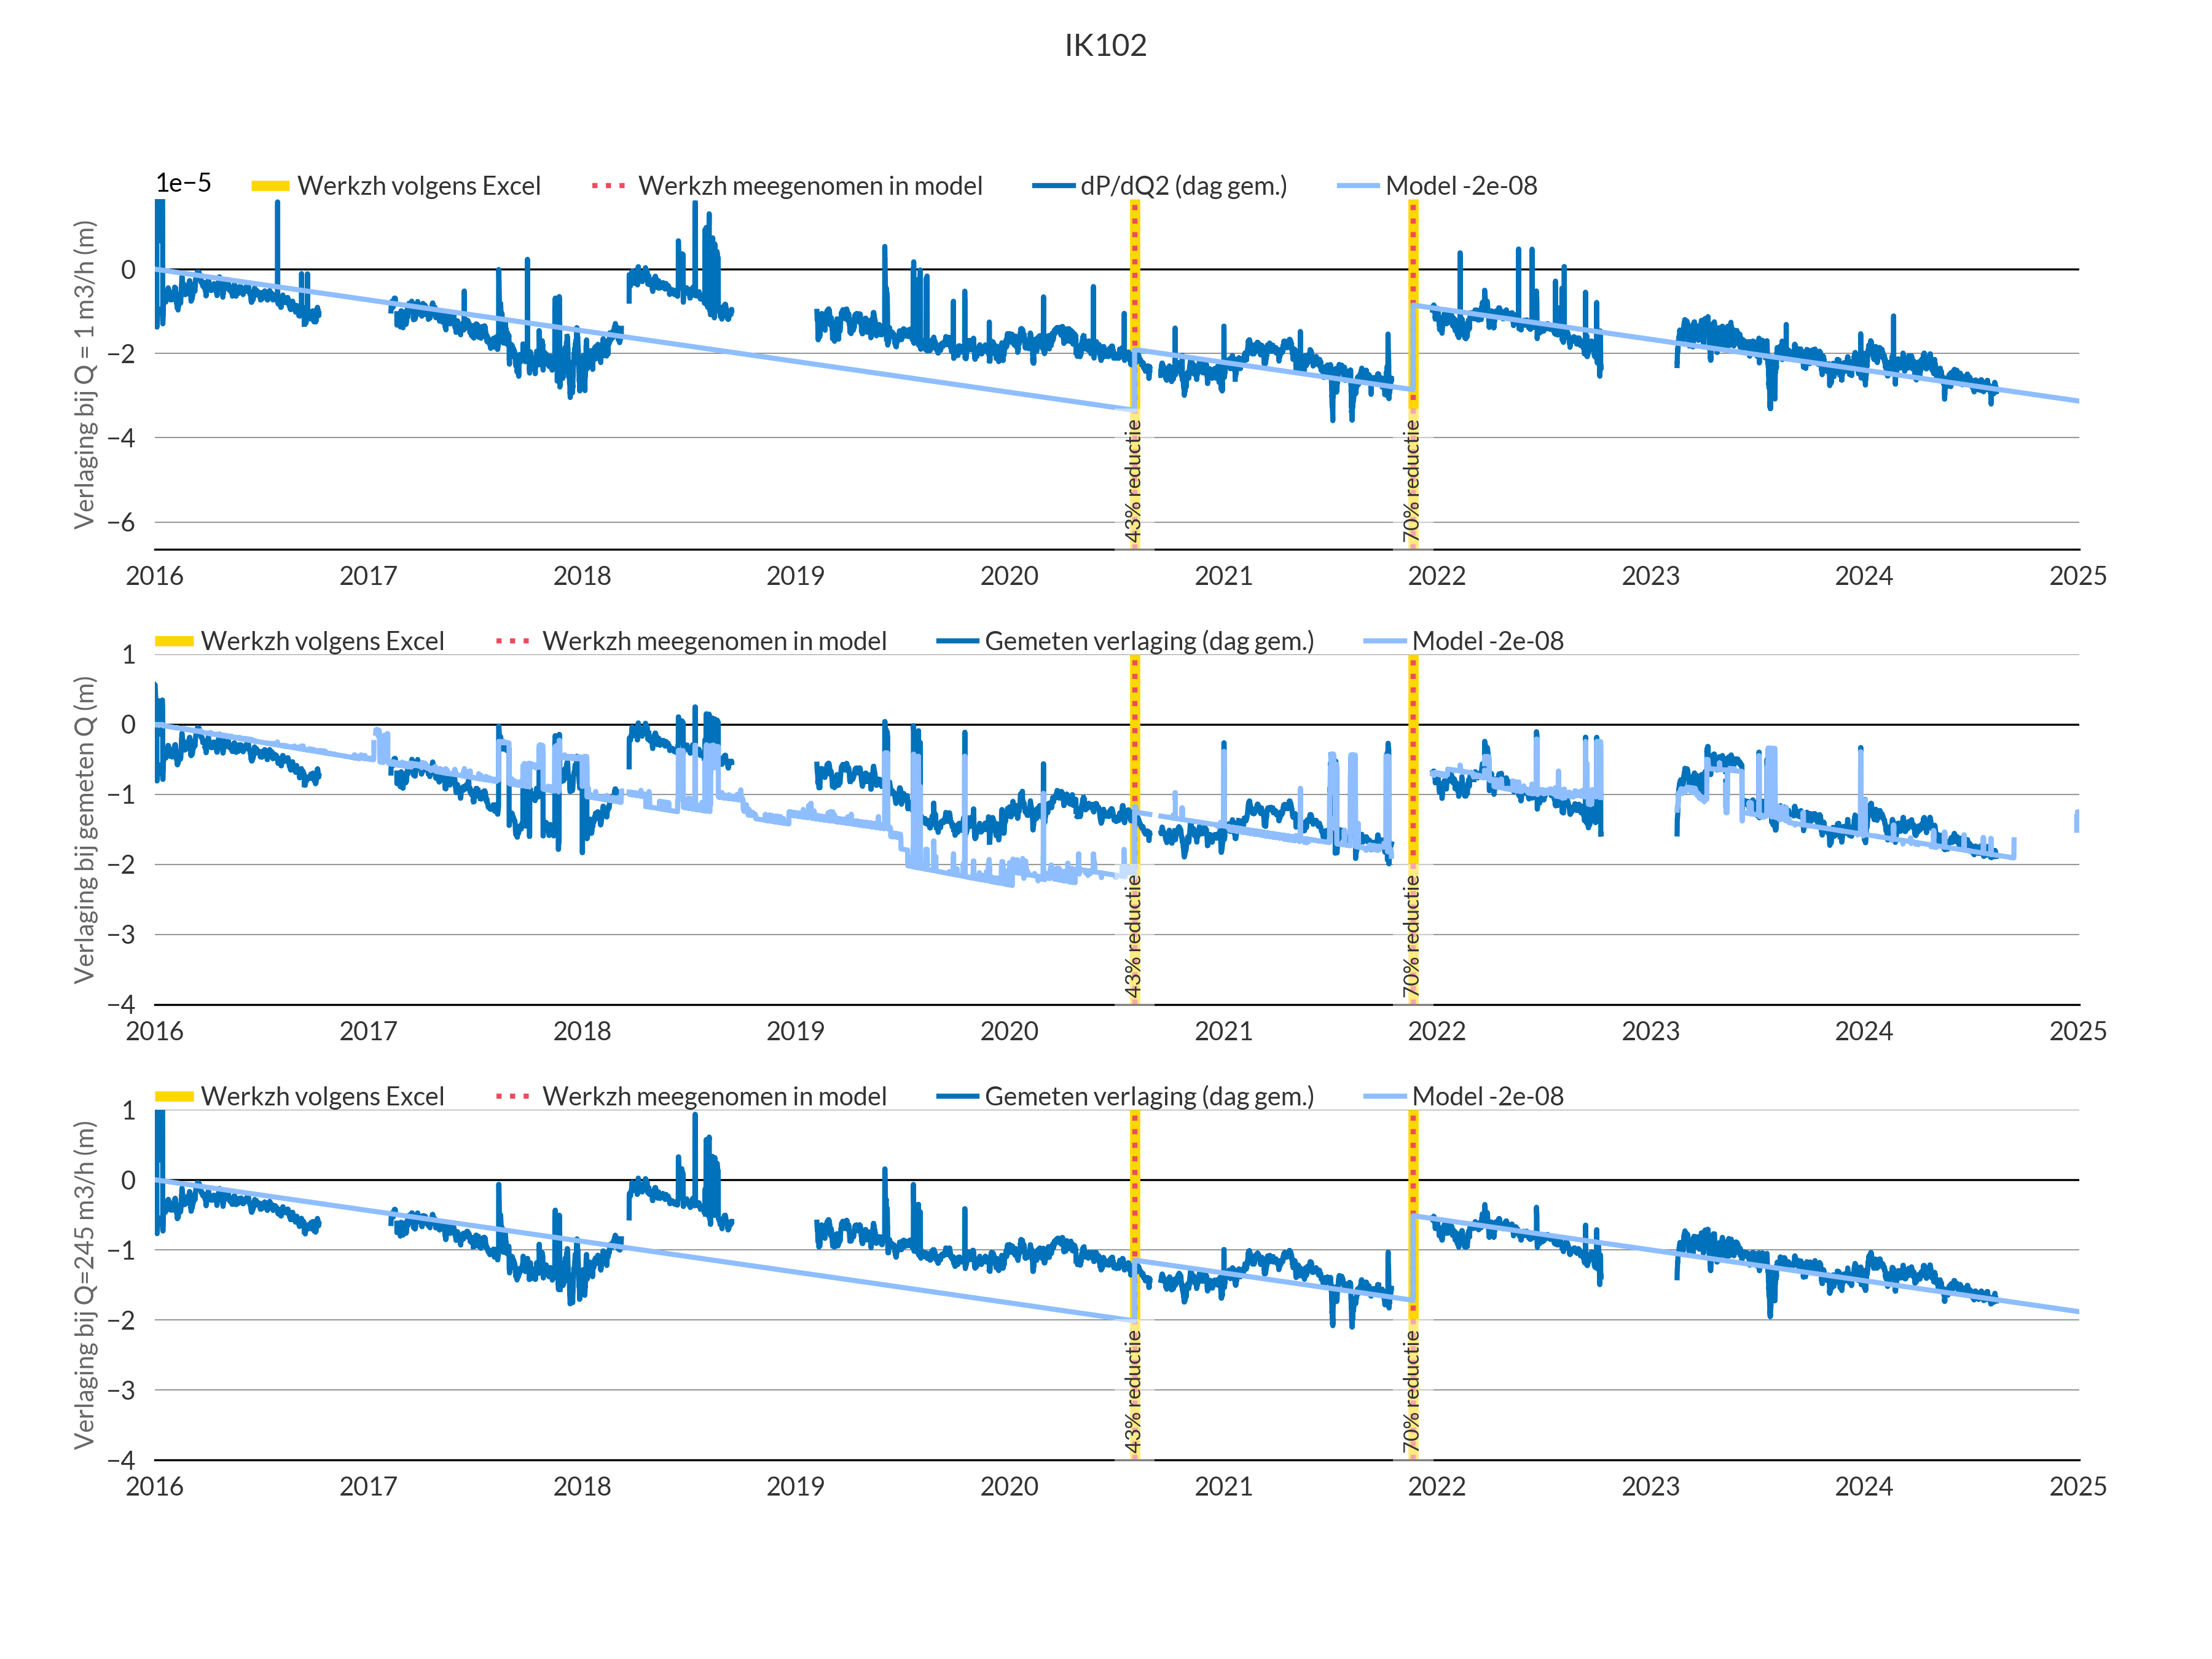 IK102
1e−5
Werkzh volgens Excel
Werkzh meegenomen in model
dP/dQ2 (dag gem.)
Model -2e-08
Verlaging bij Q = 1 m3/h (m)
0
−2
−4
−6
43% reductie
70% reductie
2016 2017 2018 2019 2020 2021 2022 2023 2024 2025
Werkzh volgens Excel
Werkzh meegenomen in model
Gemeten verlaging (dag gem.)
Model -2e-08
Verlaging bij gemeten Q (m)
1
0
−1
−2
−3
−4
43% reductie
70% reductie
2016 2017 2018 2019 2020 2021 2022 2023 2024 2025
Werkzh volgens Excel
Werkzh meegenomen in model
Gemeten verlaging (dag gem.)
Model -2e-08
Verlaging bij Q=245 m3/h (m)
1
0
−1
−2
−3
−4
43% reductie
70% reductie
2016 2017 2018 2019 2020 2021 2022 2023 2024 2025